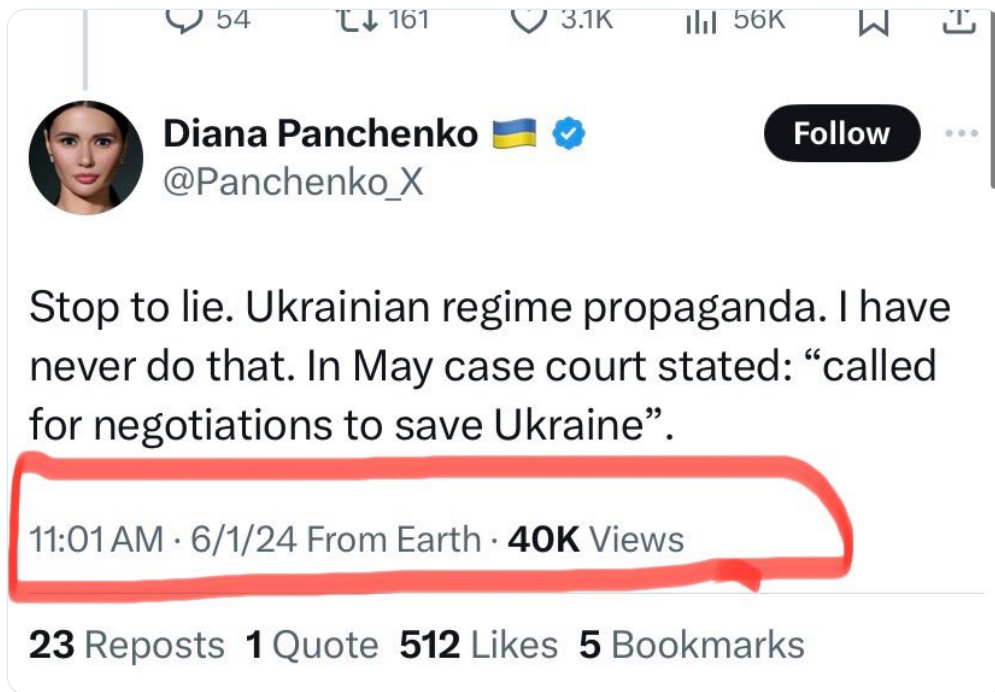 54 161 3.1K 56K
Diana Panchenko 🇺🇦
Follow
@Panchenko_X
Stop to lie. Ukrainian regime propaganda. I have
never do that. In May case court stated: “called
for negotiations to save Ukraine”.
11:01 AM · 6/1/24 From Earth · 40K Views
23 Reposts 1 Quote 512 Likes 5 Bookmarks